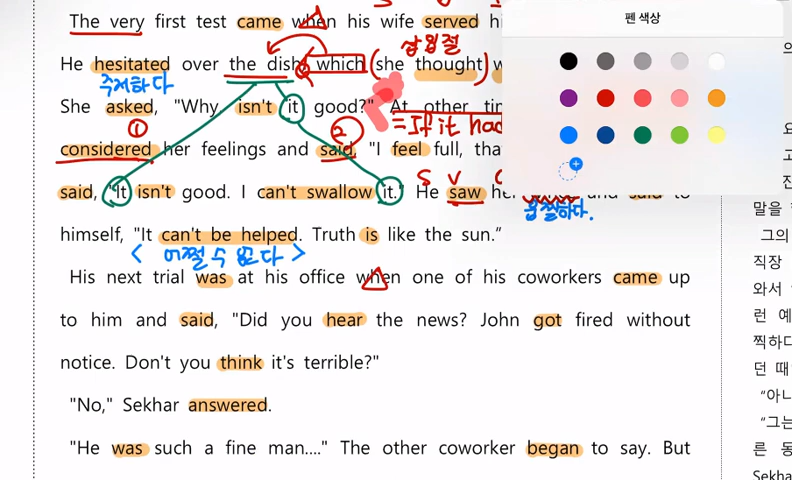 The very first test came when his wife served
펜 색상
상입절
He hesitated over the dish, which (she thought)
주저하다
She asked, "Why, isn't it good?" At other
= If it had
① ②
considered her feelings and said, "I feel full,
S V
said, "It isn't good. I can't swallow it." He saw
움찔하다.
himself, "It can't be helped. Truth is like the sun."
< 어쩔 수 없다 >
His next trial was at his office when one of his coworkers came up
to him and said, "Did you hear the news? John got fired without
notice. Don't you think it's terrible?"
"No," Sekhar answered.
"He was such a fine man...." The other coworker began to say. But
말을
그의
직장
와서
런 예
찍하다
던 때
"아니
"그는
른 동
Sekha